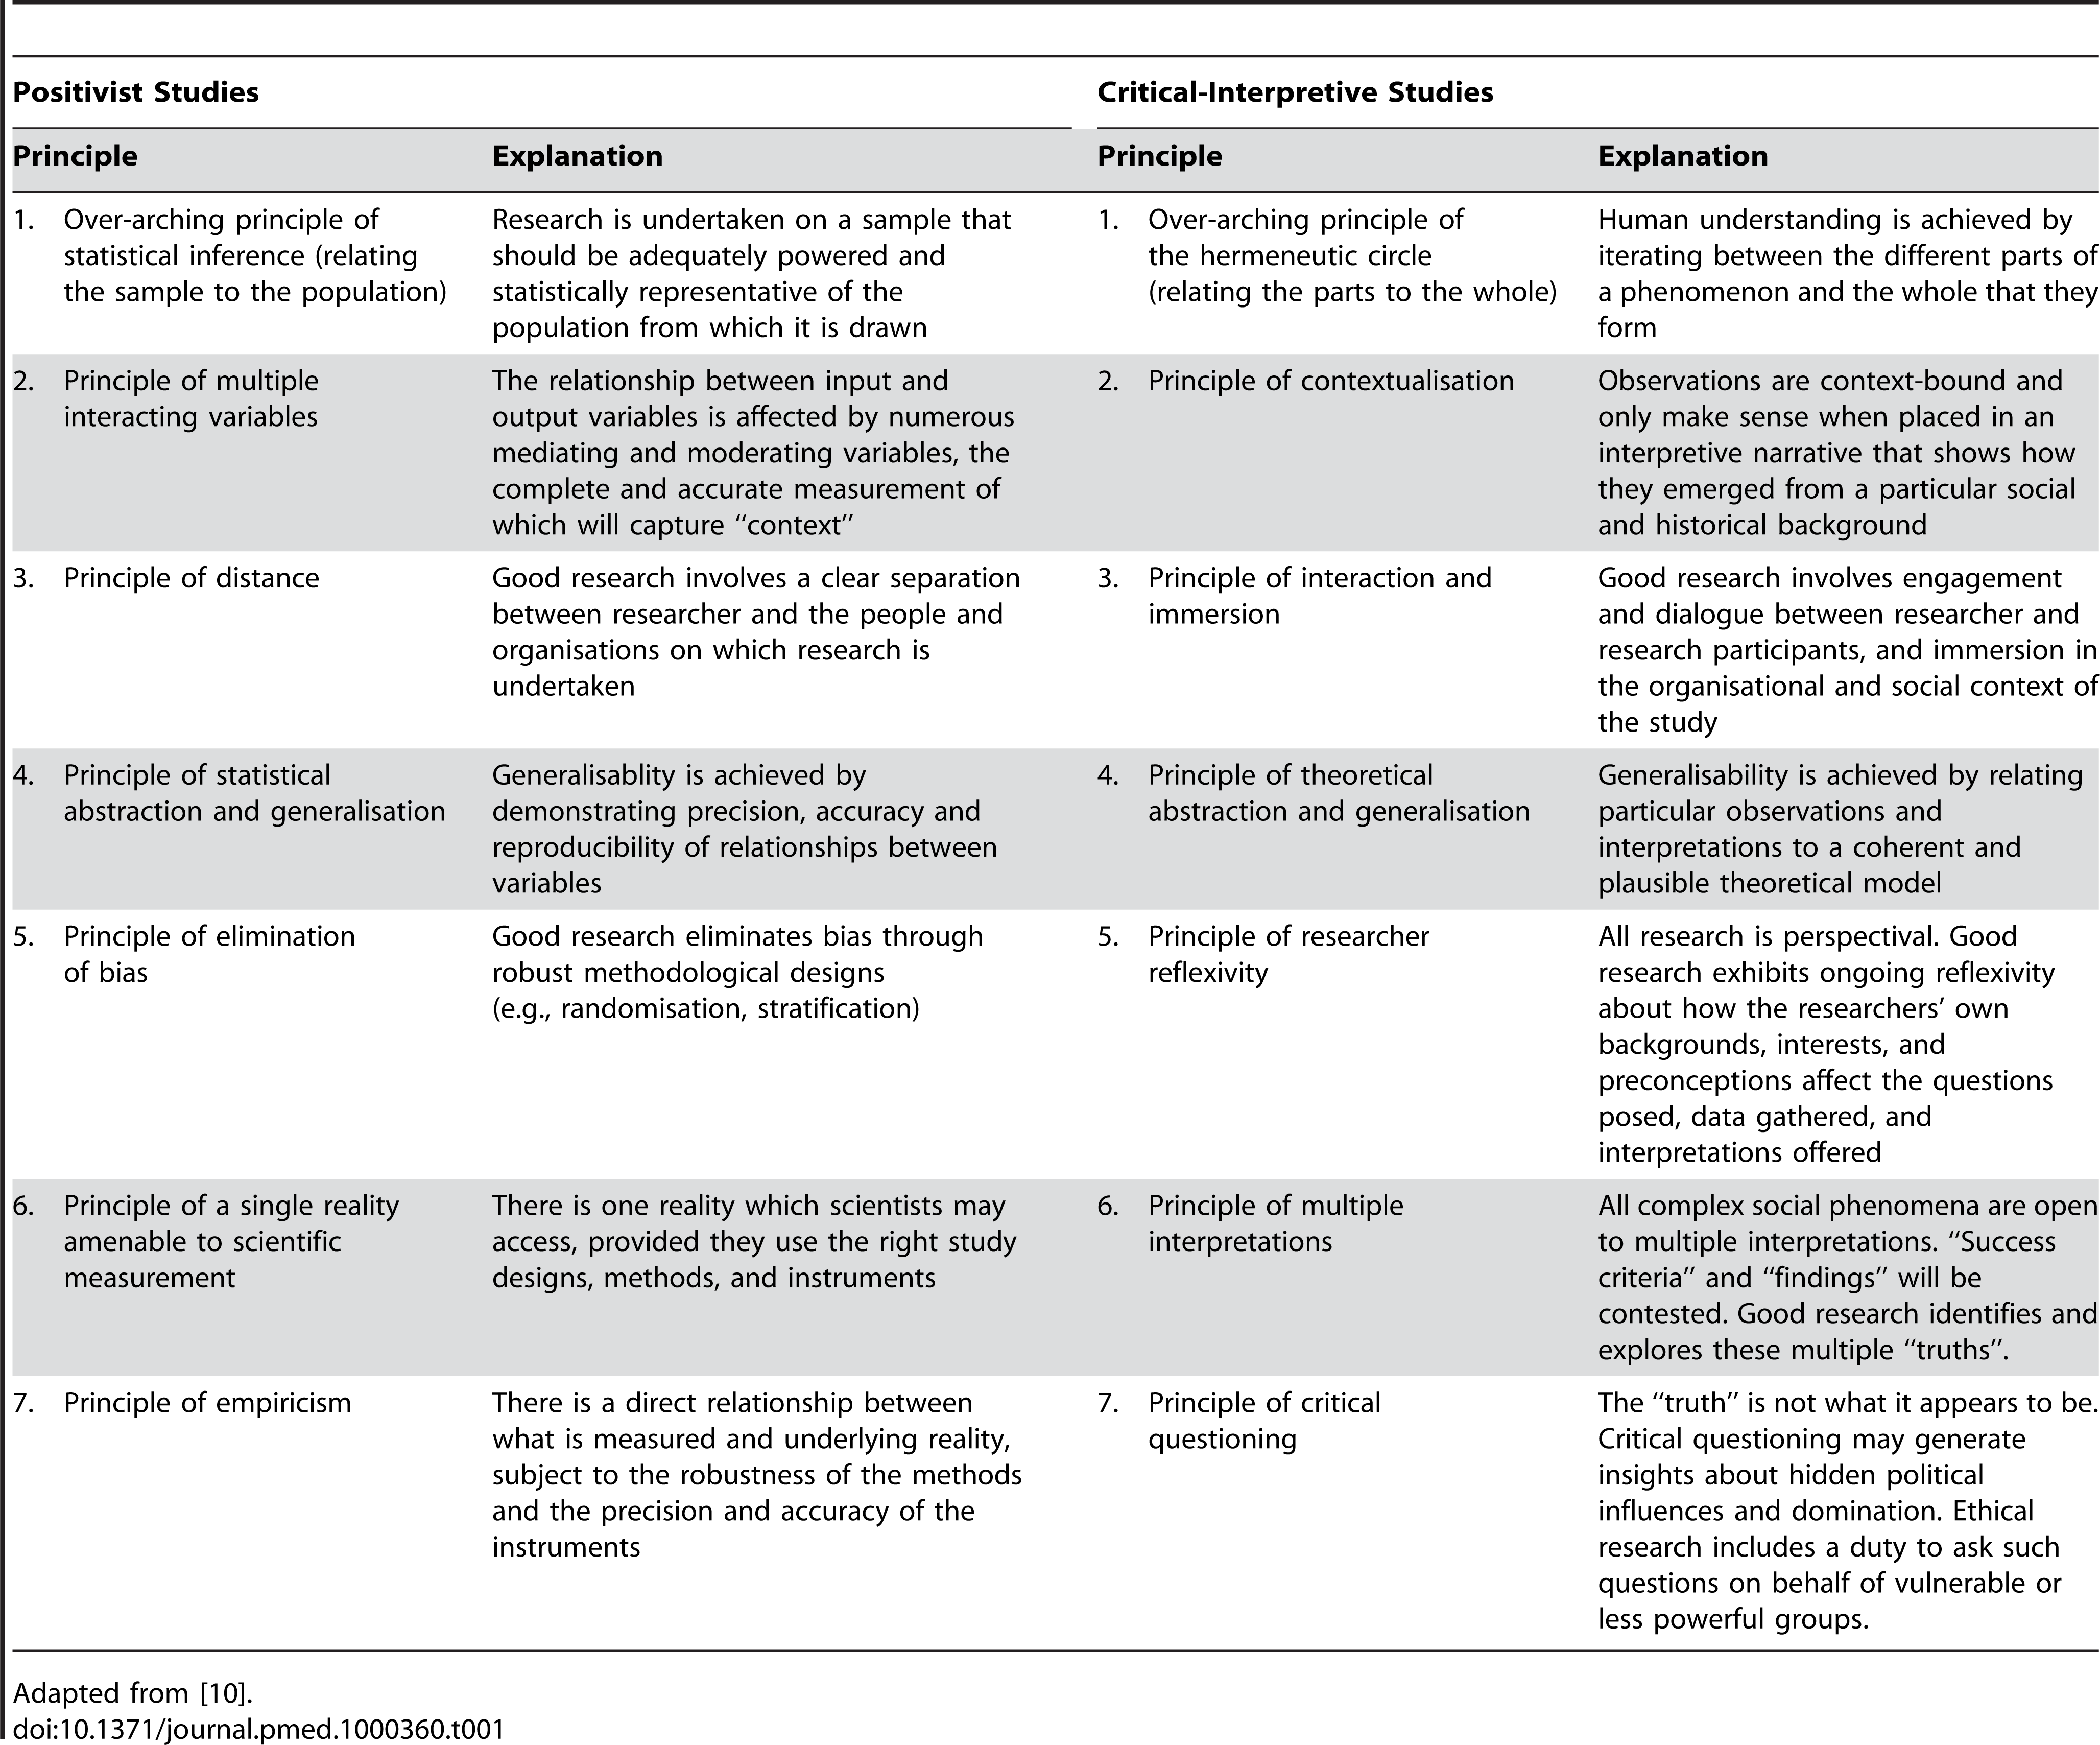 Positivist Studies
Critical-Interpretive Studies
Principle
Explanation
Principle
Explanation
1. Over-arching principle of
statistical inference (relating
the sample to the population)
Research is undertaken on a sample that
should be adequately powered and
statistically representative of the
population from which it is drawn
1. Over-arching principle of
the hermeneutic circle
(relating the parts to the whole)
Human understanding is achieved by
iterating between the different parts of
a phenomenon and the whole that they
form
2. Principle of multiple
interacting variables
The relationship between input and
output variables is affected by numerous
mediating and moderating variables, the
complete and accurate measurement of
which will capture “context”
2. Principle of contextualisation
Observations are context-bound and
only make sense when placed in an
interpretive narrative that shows how
they emerged from a particular social
and historical background
3. Principle of distance
Good research involves a clear separation
between researcher and the people and
organisations on which research is
undertaken
3. Principle of interaction and
immersion
Good research involves engagement
and dialogue between researcher and
research participants, and immersion in
the organisational and social context of
the study
4. Principle of statistical
abstraction and generalisation
Generalisablity is achieved by
demonstrating precision, accuracy and
reproducibility of relationships between
variables
4. Principle of theoretical
abstraction and generalisation
Generalisability is achieved by relating
particular observations and
interpretations to a coherent and
plausible theoretical model
5. Principle of elimination
of bias
Good research eliminates bias through
robust methodological designs
(e.g., randomisation, stratification)
5. Principle of researcher
reflexivity
All research is perspectival. Good
research exhibits ongoing reflexivity
about how the researchers’ own
backgrounds, interests, and
preconceptions affect the questions
posed, data gathered, and
interpretations offered
6. Principle of a single reality
amenable to scientific
measurement
There is one reality which scientists may
access, provided they use the right study
designs, methods, and instruments
6. Principle of multiple
interpretations
All complex social phenomena are open
to multiple interpretations. “Success
criteria” and “findings” will be
contested. Good research identifies and
explores these multiple “truths”.
7. Principle of empiricism
There is a direct relationship between
what is measured and underlying reality,
subject to the robustness of the methods
and the precision and accuracy of the
instruments
7. Principle of critical
questioning
The “truth” is not what it appears to be.
Critical questioning may generate
insights about hidden political
influences and domination. Ethical
research includes a duty to ask such
questions on behalf of vulnerable or
less powerful groups.
Adapted from [10].
doi:10.1371/journal.pmed.1000360.t001